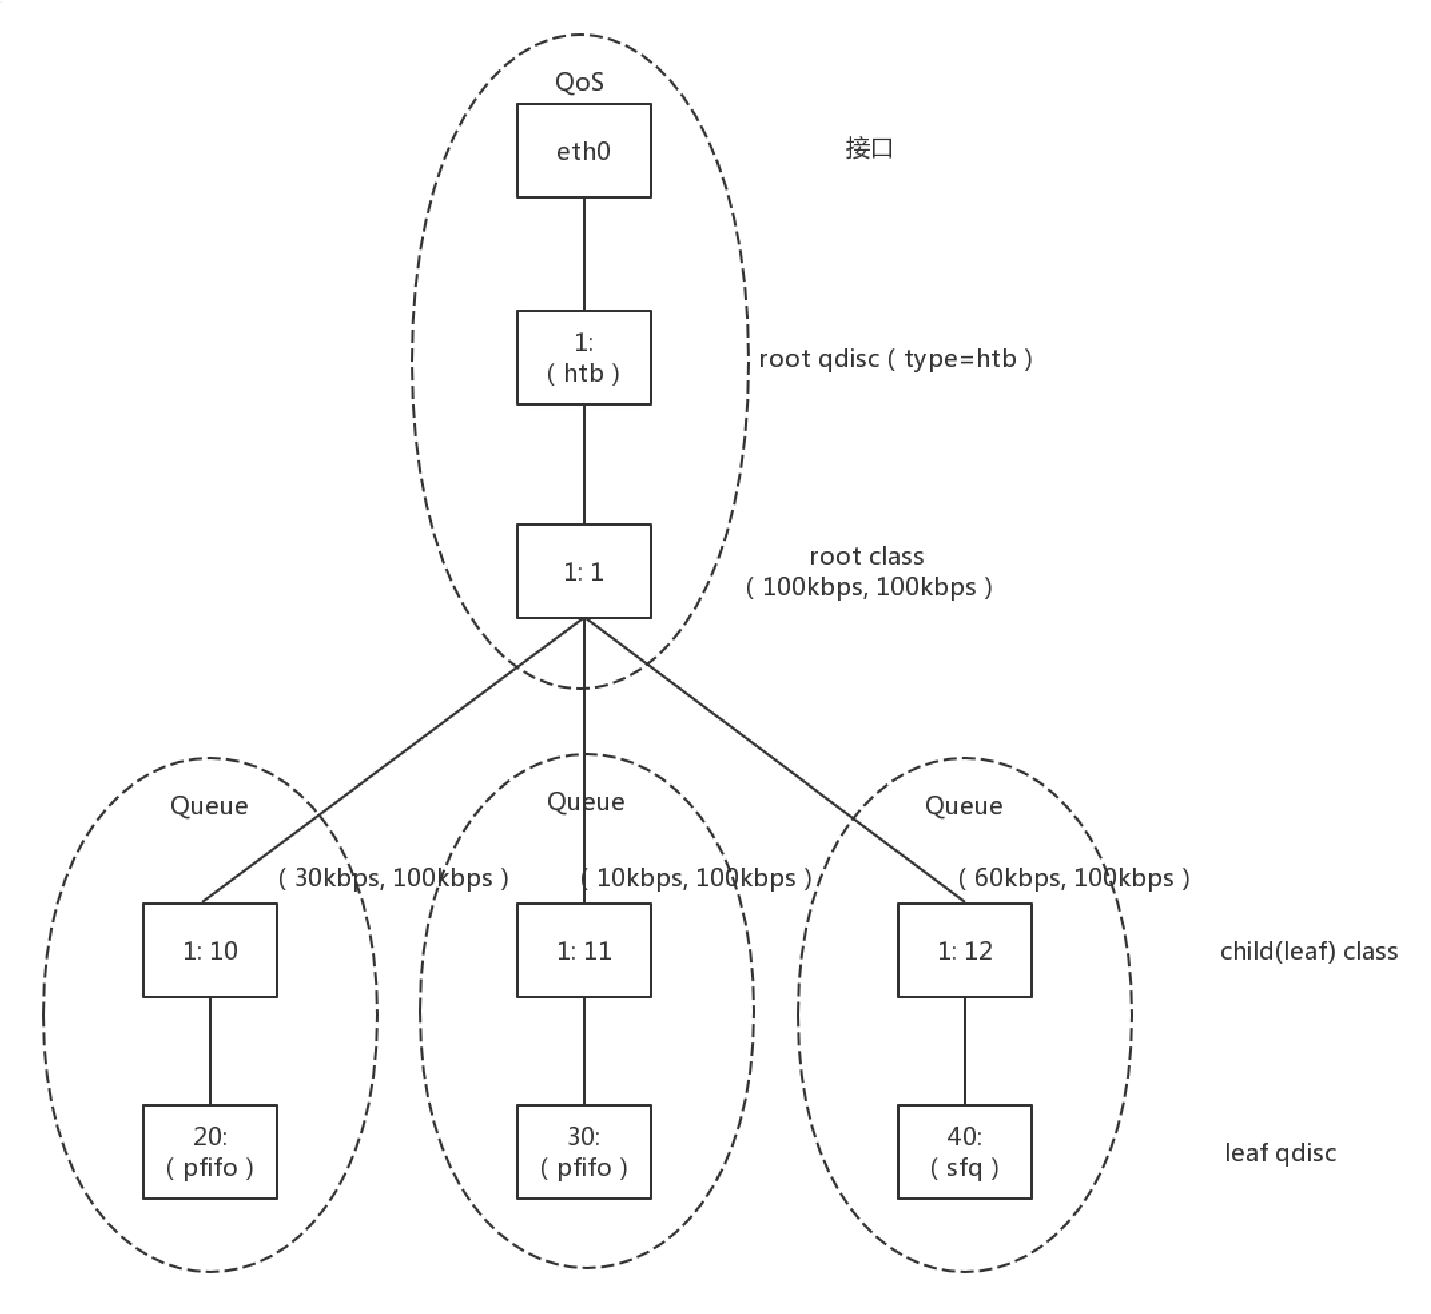 QoS
eth0
接口
1:
( htb )
root qdisc ( type=htb )
1: 1
root class
( 100kbps, 100kbps )
Queue
Queue
Queue
( 30kbps, 100kbps )
( 10kbps, 100kbps )
( 60kbps, 100kbps )
1: 10
1: 11
1: 12
child(leaf) class
20:
( pfifo )
30:
( pfifo )
40:
( sfq )
leaf qdisc